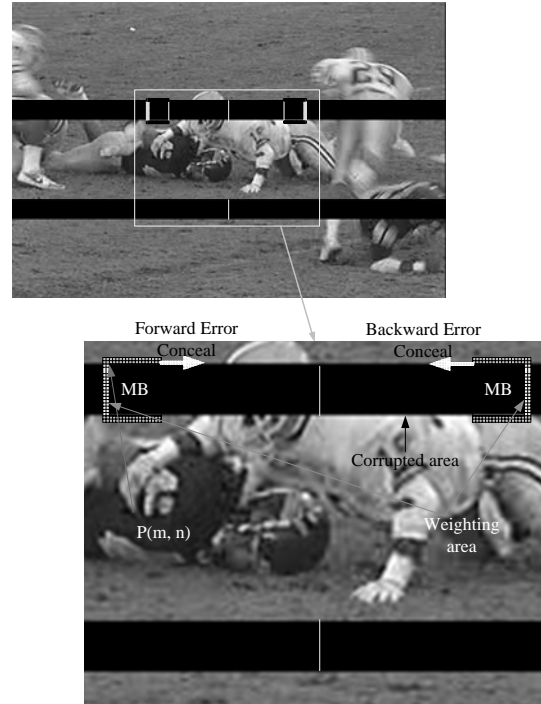 Forward Error
Conceal
Backward Error
Conceal
MB
MB
Corrupted area
P(m, n)
Weighting
area